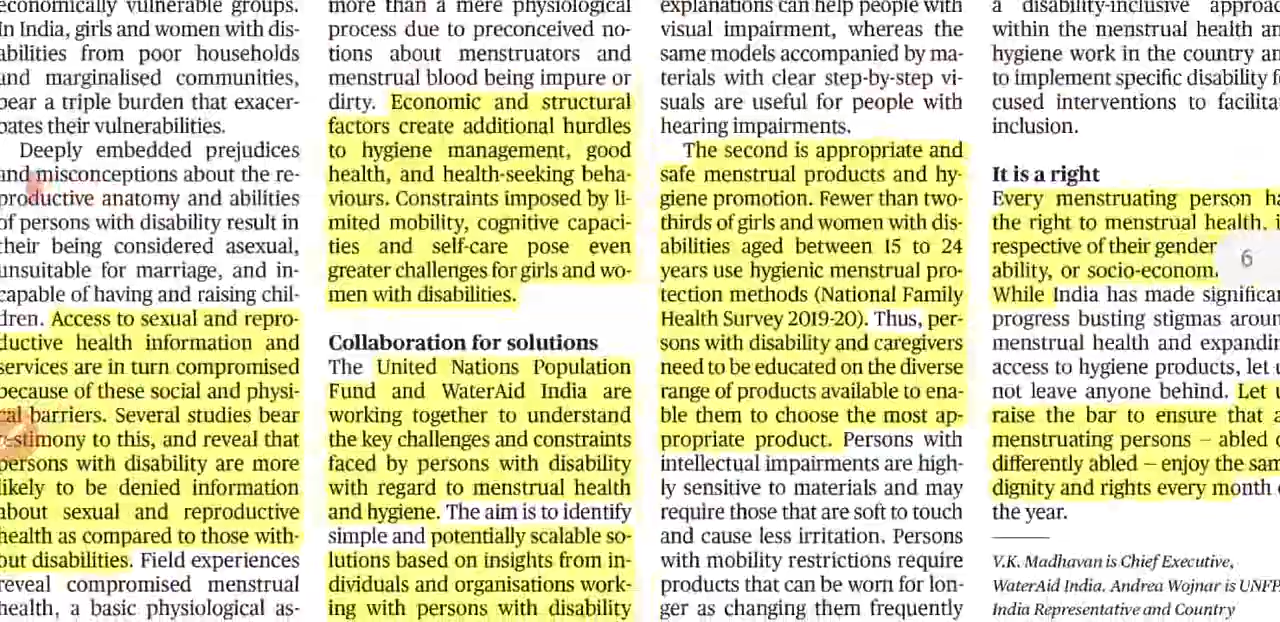 economically vulnerable groups.
In India, girls and women with dis-
abilities from poor households
and marginalised communities,
bear a triple burden that exacer-
bates their vulnerabilities.
Deeply embedded prejudices
and misconceptions about the re-
productive anatomy and abilities
of persons with disability result in
their being considered asexual,
unsuitable for marriage, and in-
capable of having and raising chil-
dren. Access to sexual and repro-
ductive health information and
services are in turn compromised
because of these social and physi-
cal barriers. Several studies bear
testimony to this, and reveal that
persons with disability are more
likely to be denied information
about sexual and reproductive
health as compared to those with-
out disabilities. Field experiences
reveal compromised menstrual
health, a basic physiological as-
more than a mere physiological
process due to preconceived no-
tions about menstruators and
menstrual blood being impure or
dirty. Economic and structural
factors create additional hurdles
to hygiene management, good
health, and health-seeking beha-
viours. Constraints imposed by li-
mited mobility, cognitive capaci-
ties and self-care pose even
greater challenges for girls and wo-
men with disabilities.
Collaboration for solutions
The United Nations Population
Fund and WaterAid India are
working together to understand
the key challenges and constraints
faced by persons with disability
with regard to menstrual health
and hygiene. The aim is to identify
simple and potentially scalable so-
lutions based on insights from in-
dividuals and organisations work-
ing with persons with disability
explanations can help people with
visual impairment, whereas the
same models accompanied by ma-
terials with clear step-by-step vi-
suals are useful for people with
hearing impairments.
The second is appropriate and
safe menstrual products and hy-
giene promotion. Fewer than two-
thirds of girls and women with dis-
abilities aged between 15 to 24
years use hygienic menstrual pro-
tection methods (National Family
Health Survey 2019-20). Thus, per-
sons with disability and caregivers
need to be educated on the diverse
range of products available to ena-
ble them to choose the most ap-
propriate product. Persons with
intellectual impairments are high-
ly sensitive to materials and may
require those that are soft to touch
and cause less irritation. Persons
with mobility restrictions require
products that can be worn for lon-
ger as changing them frequently
a disability-inclusive approac
within the menstrual health an
hygiene work in the country an
to implement specific disability fo
cused interventions to facilita
inclusion.
It is a right
Every menstruating person ha
the right to menstrual health, i
respective of their gender
ability, or socio-econom
While India has made significan
progress busting stigmas aroun
menstrual health and expandin
access to hygiene products, let u
not leave anyone behind. Let u
raise the bar to ensure that a
menstruating persons – abled o
differently abled – enjoy the sam
dignity and rights every month o
the year.
V.K. Madhavan is Chief Executive,
WaterAid India. Andrea Wojnar is UNFP
India Representative and Country
6